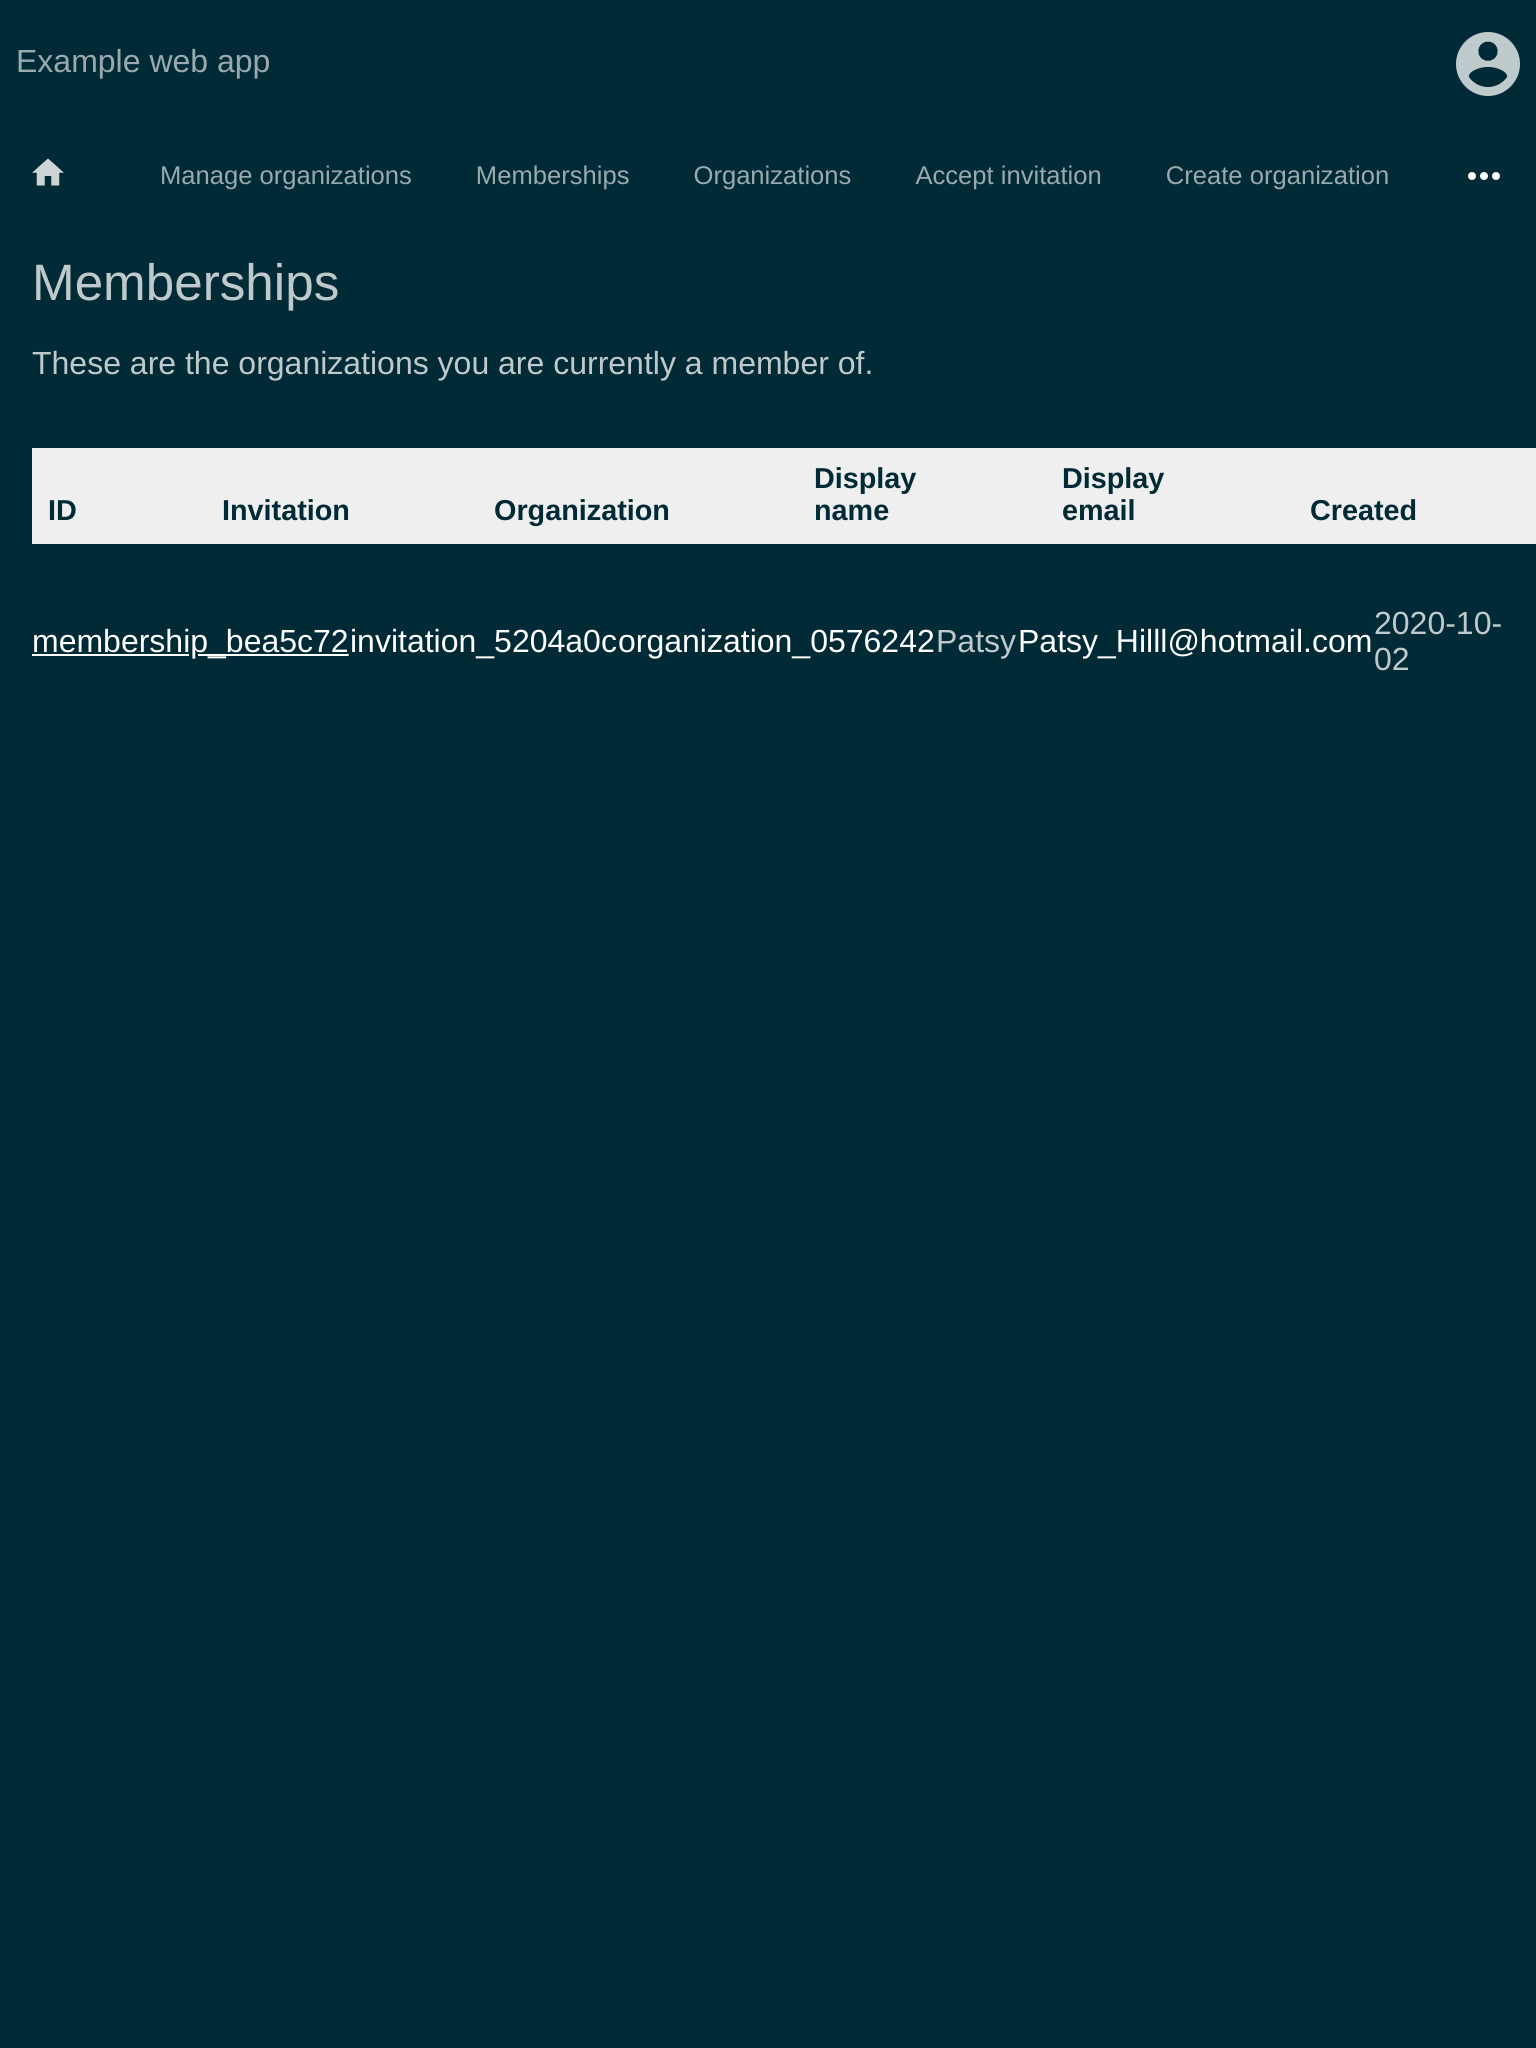 Example web app
Manage organizations Memberships Organizations Accept invitation Create organization
Memberships
These are the organizations you are currently a member of.
ID Invitation Organization Display name Display email Created
membership_bea5c72 invitation_5204a0c organization_0576242 Patsy Patsy_Hilll@hotmail.com 2020-10-02